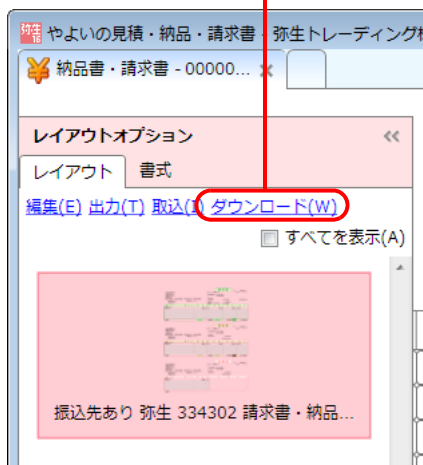 やよいの見積・納品・請求書 - 弥生トレーディング
納品書・請求書 - 00000...
レイアウトオプション
レイアウト 書式
編集(E) 出力(T) 取込(I) ダウンロード(W)
すべてを表示(A)
振込先あり 弥生 334302 請求書・納品...